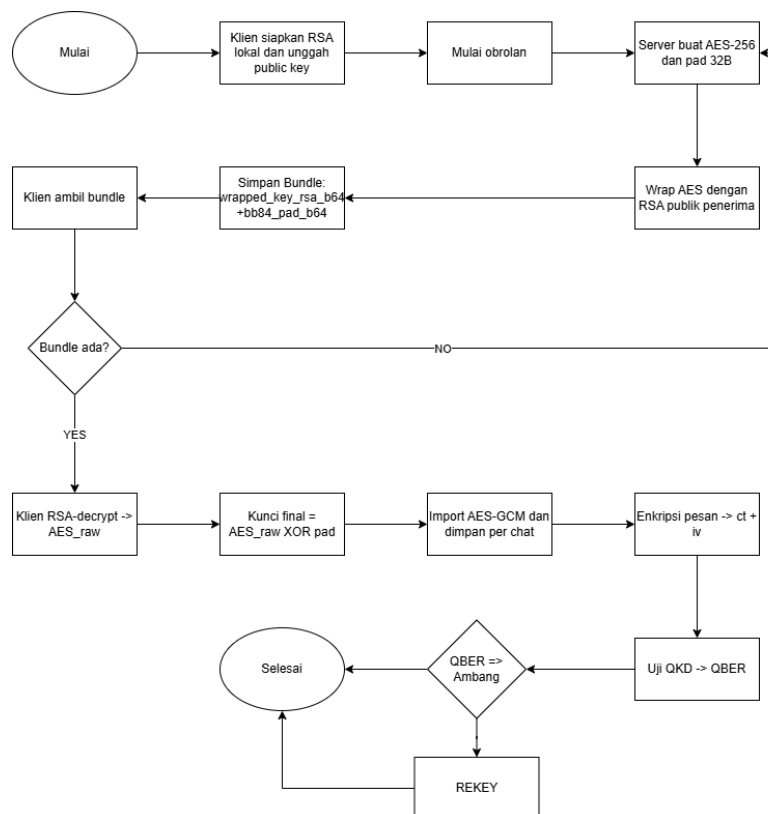 Mulai
Klien siapkan RSA
lokal dan unggah
public key
Mulai obrolan
Server buat AES-256
dan pad 32B
Klien ambil bundle
Simpan Bundle:
wrapped_key_rsa_b64
+bb84_pad_b64
Wrap AES dengan
RSA publik penerima
Bundle ada?
NO
YES
Klien RSA-decrypt ->
AES_raw
Kunci final =
AES_raw XOR pad
Import AES-GCM dan
dimpan per chat
Enkripsi pesan -> ct +
iv
Selesai
QBER =>
Ambang
Uji QKD -> QBER
REKEY